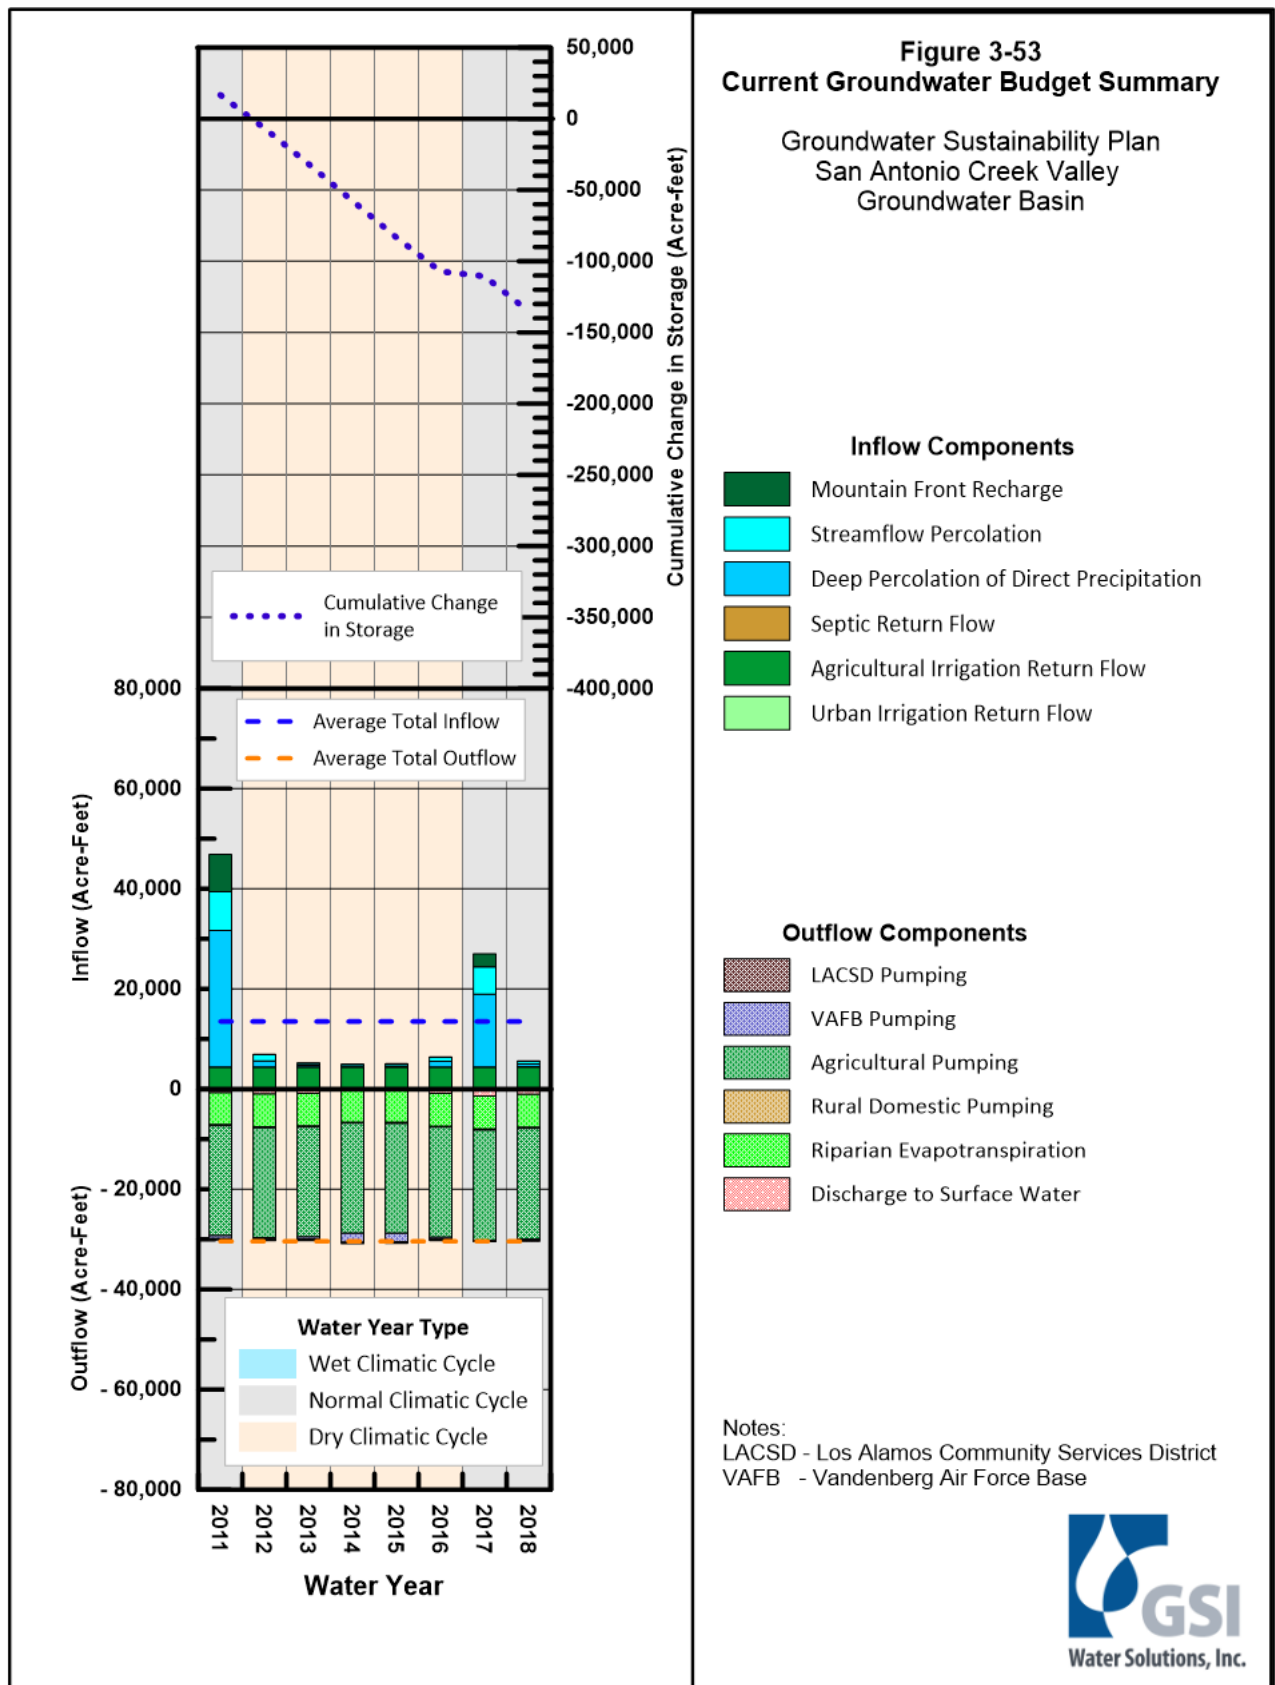 Figure 3-53
Current Groundwater Budget Summary
Groundwater Sustainability Plan
San Antonio Creek Valley
Groundwater Basin
50,000
0
-50,000
-100,000
-150,000
-200,000
-250,000
-300,000
-350,000
-400,000
Cumulative Change in Storage (Acre-feet)
Cumulative Change
in Storage
80,000
60,000
40,000
20,000
0
- 20,000
- 40,000
- 60,000
- 80,000
Inflow (Acre-Feet)
Outflow (Acre-Feet)
Average Total Inflow
Average Total Outflow
Water Year Type
Wet Climatic Cycle
Normal Climatic Cycle
Dry Climatic Cycle
2011
2012
2013
2014
2015
2016
2017
2018
Water Year
Inflow Components
Mountain Front Recharge
Streamflow Percolation
Deep Percolation of Direct Precipitation
Septic Return Flow
Agricultural Irrigation Return Flow
Urban Irrigation Return Flow
Outflow Components
LACSD Pumping
VAFB Pumping
Agricultural Pumping
Rural Domestic Pumping
Riparian Evapotranspiration
Discharge to Surface Water
Notes:
LACSD - Los Alamos Community Services District
VAFB - Vandenberg Air Force Base
GSI
Water Solutions, Inc.